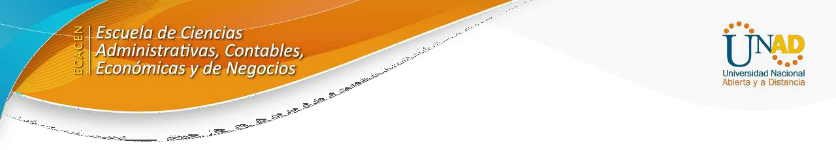 ECACEN
Escuela de Ciencias
Administrativas, Contables,
Económicas y de Negocios
UNAD
Universidad Nacional
Abierta y a Distancia